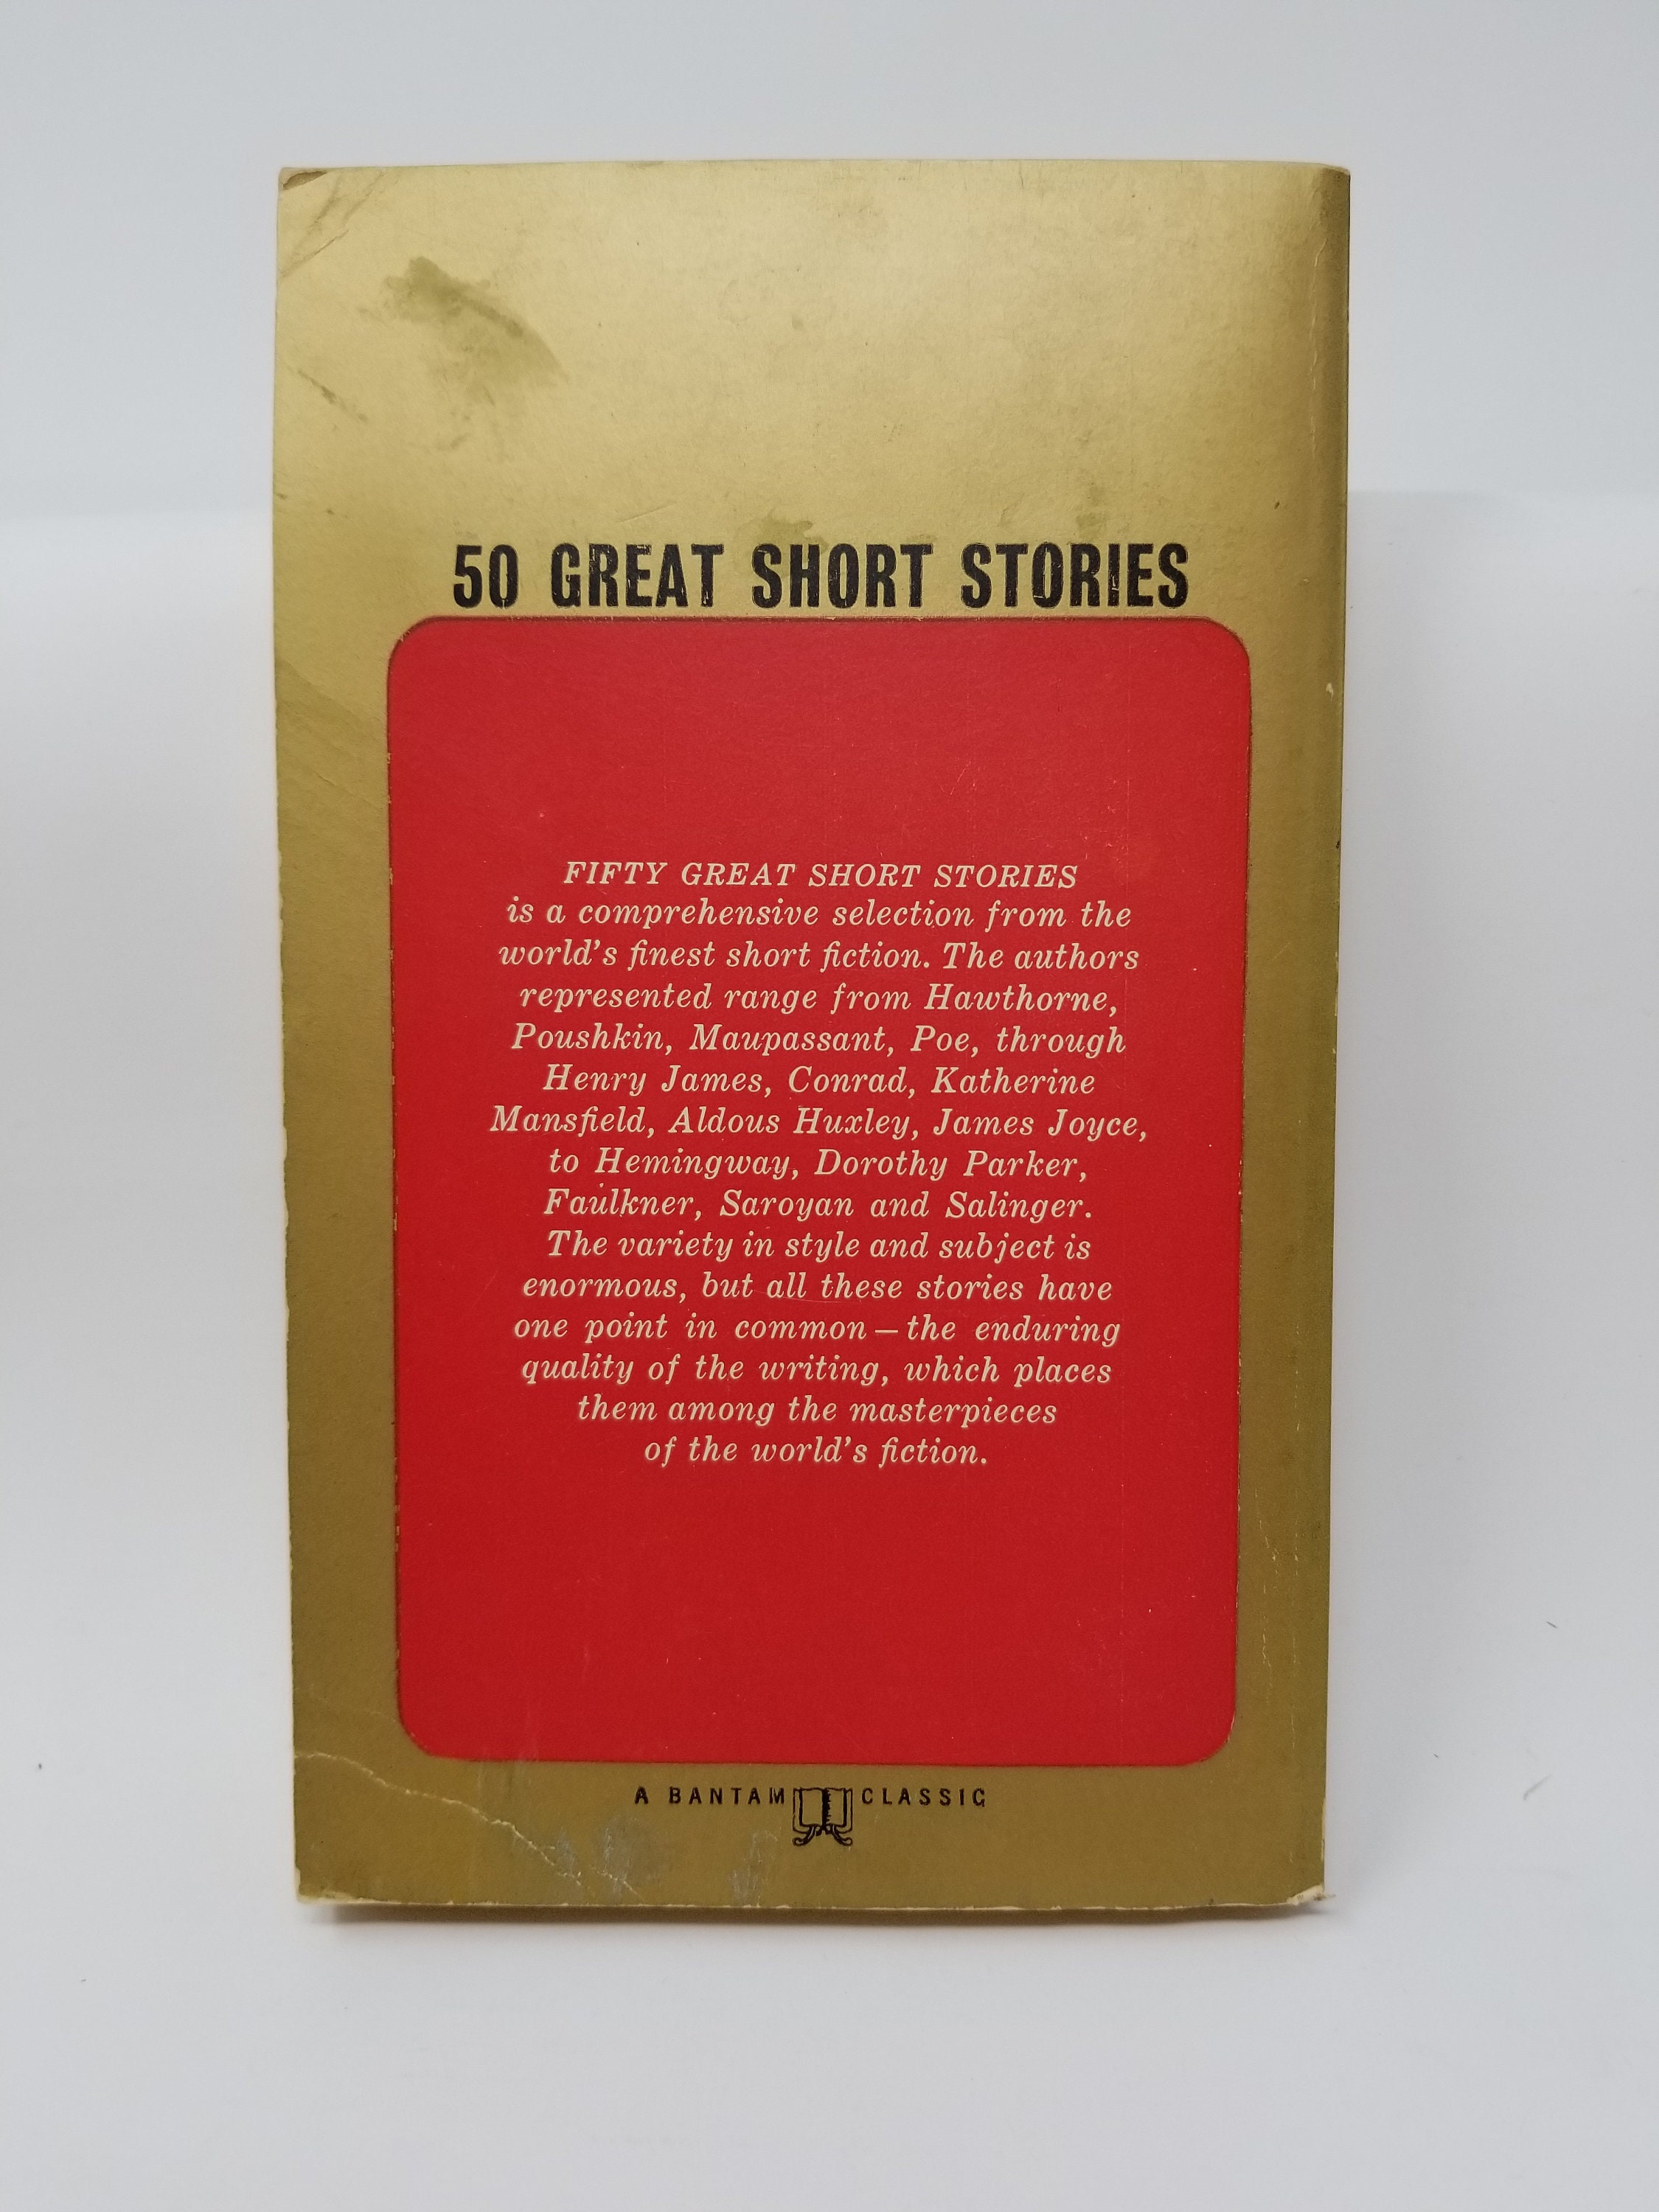 50 GREAT SHORT STORIES
FIFTY GREAT SHORT STORIES
is a comprehensive selection from the
world's finest short fiction. The authors
represented range from Hawthorne,
Poushkin, Maupassant, Poe, through
Henry James, Conrad, Katherine
Mansfield, Aldous Huxley, James Joyce,
to Hemingway, Dorothy Parker,
Faulkner, Saroyan and Salinger.
The variety in style and subject is
enormous, but all these stories have
one point in common — the enduring
quality of the writing, which places
them among the masterpieces
of the world's fiction.
A BANTAM CLASSIC